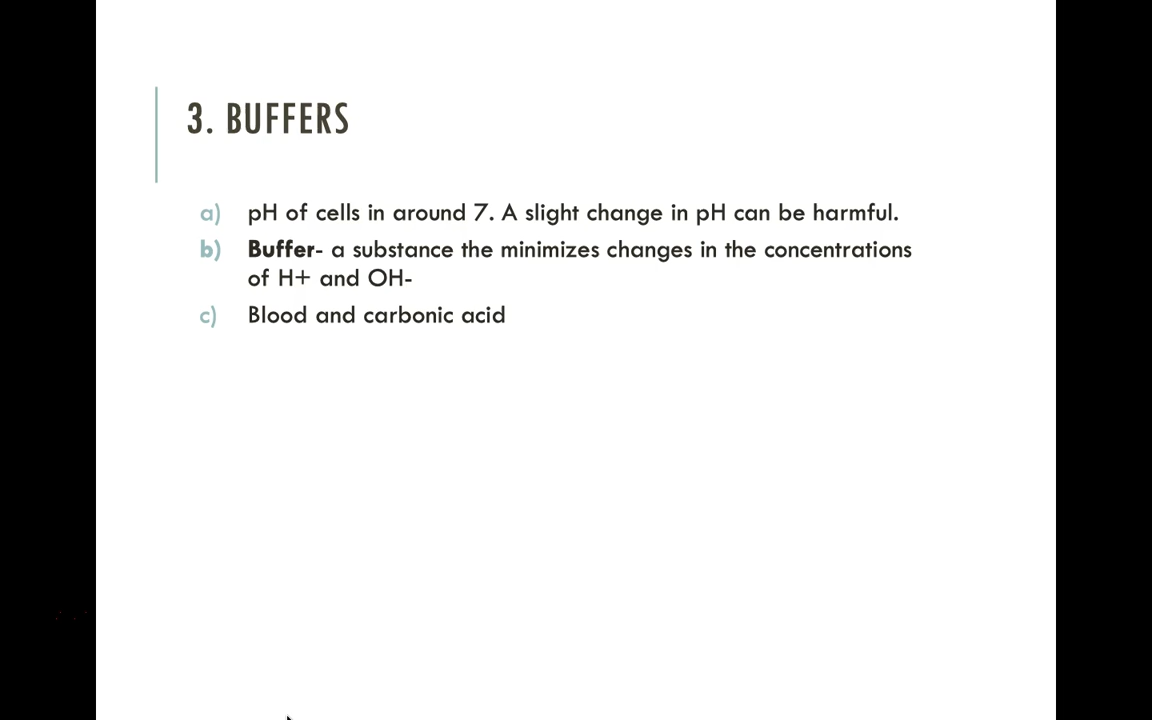 3. BUFFERS
a) pH of cells in around 7. A slight change in pH can be harmful.
b) Buffer- a substance the minimizes changes in the concentrations
of H+ and OH-
c) Blood and carbonic acid